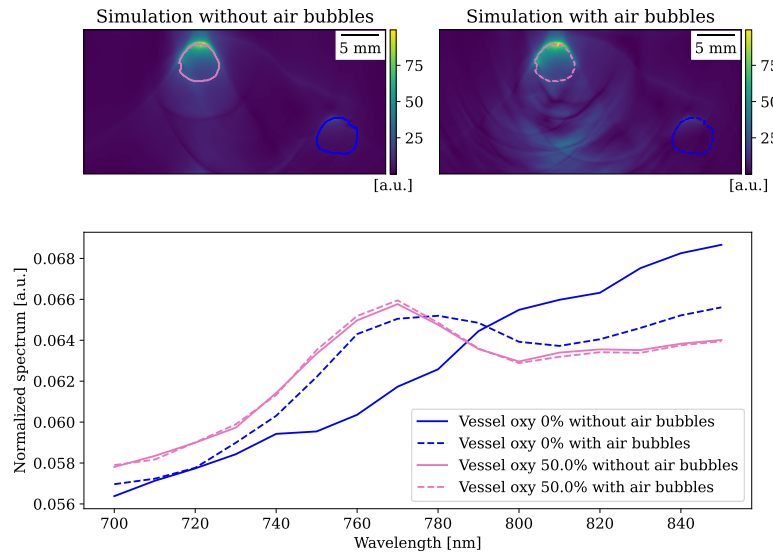 Simulation without air bubbles
Simulation with air bubbles
5 mm
5 mm
75
50
25
75
50
25
[a.u.]
[a.u.]
0.068
0.066
0.064
0.062
0.060
0.058
0.056
Normalized spectrum [a.u.]
Vessel oxy 0% without air bubbles
Vessel oxy 0% with air bubbles
Vessel oxy 50.0% without air bubbles
Vessel oxy 50.0% with air bubbles
700 720 740 760 780 800 820 840
Wavelength [nm]